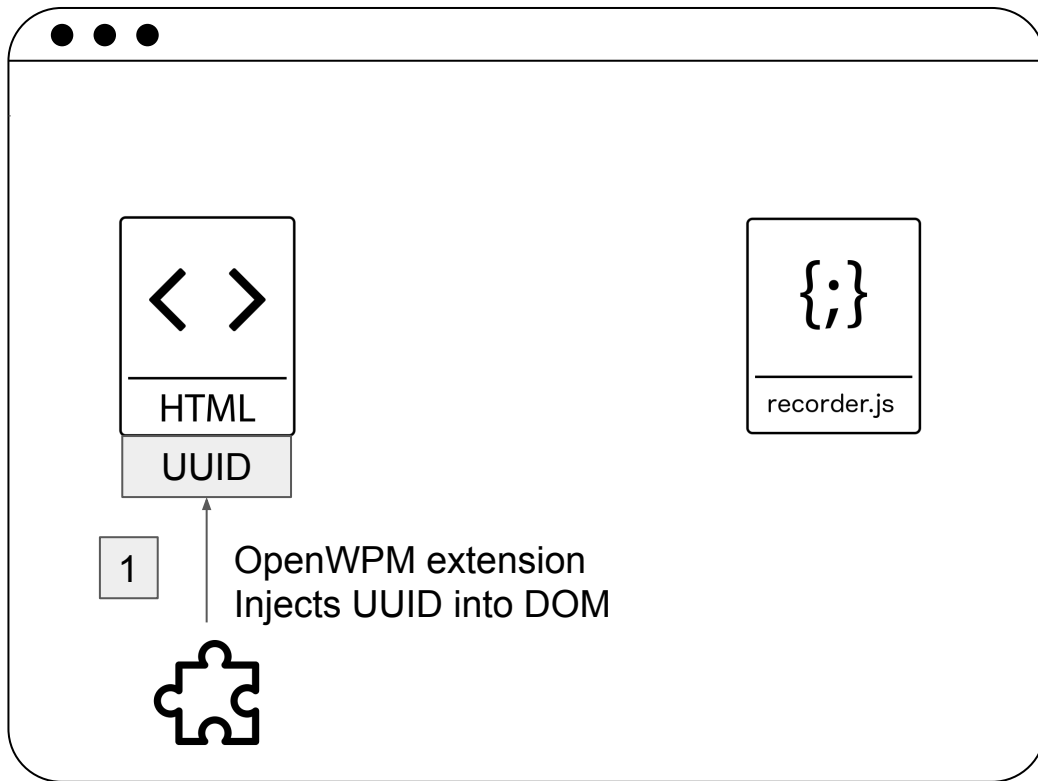 {;}
HTML
recorder.js
UUID
1
OpenWPM extension
Injects UUID into DOM